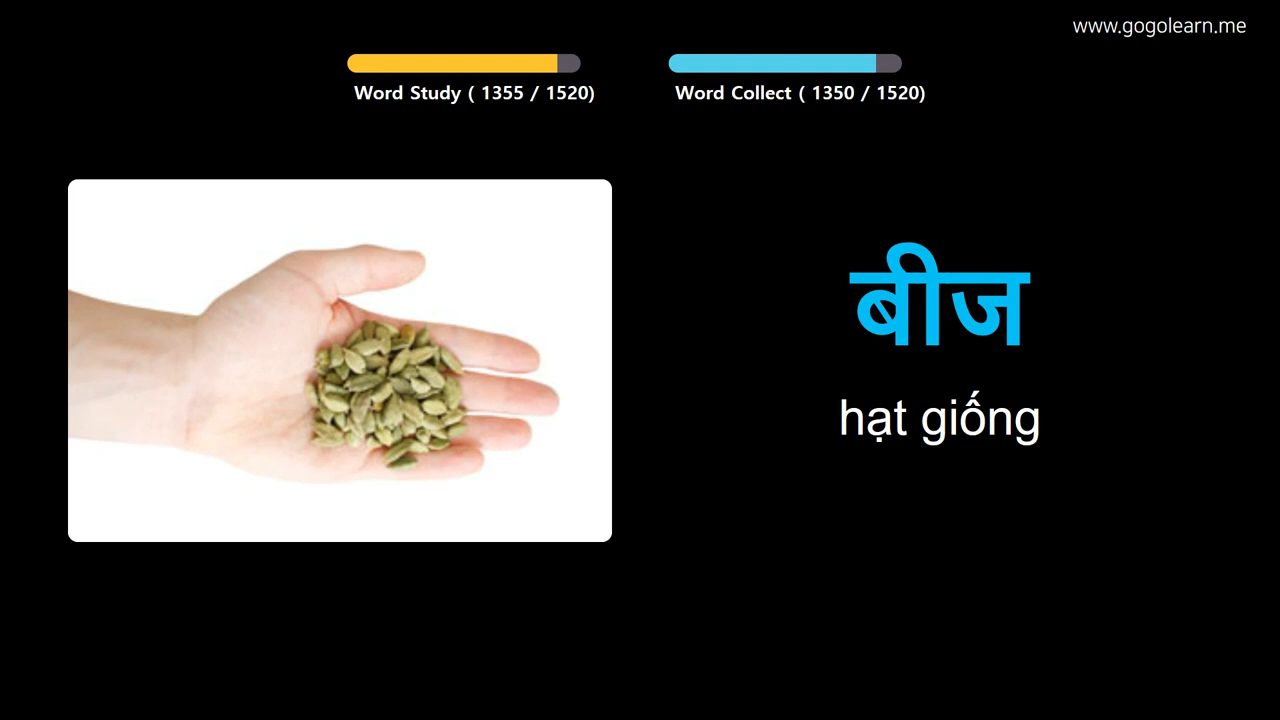 www.gogolearn.me
Word Study ( 1355 / 1520)
Word Collect ( 1350 / 1520)
बीज
hạt giống